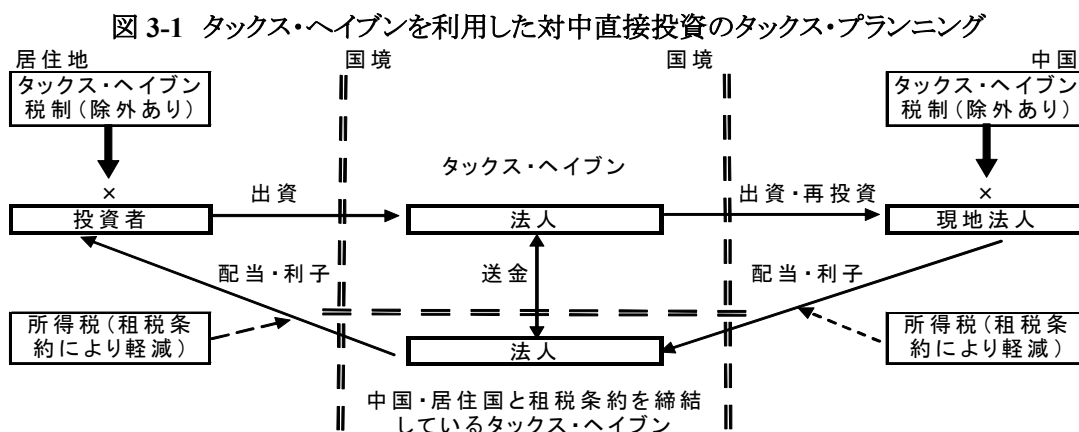 図 3-1 タックス・ヘイブンを利用した対中直接投資のタックス・プランニング
居住地
国境
国境
中国
タックス・ヘイブン
税制(除外あり)
タックス・ヘイブン
税制(除外あり)
タックス・ヘイブン
×
出資
出資・再投資
×
投資者
法人
現地法人
配当・利子
送金
配当・利子
所得税(租税条
約により軽減)
所得税(租税条
約により軽減)
法人
中国・居住国と租税条約を締結
しているタックス・ヘイブン